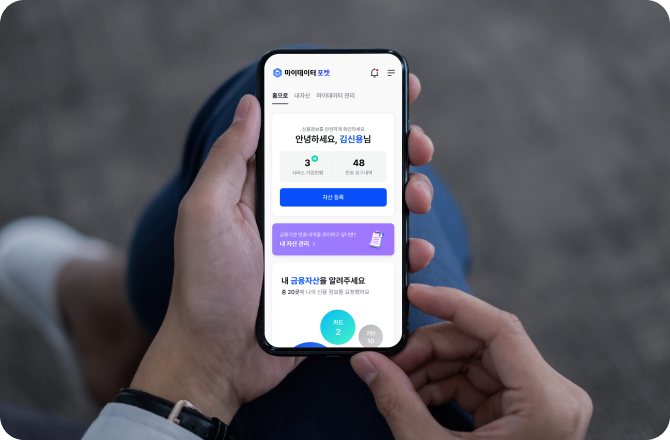 마이데이터 포켓
홈으로 내자산 마이데이터 관리
신용정보를 안전하게 확인하세요
안녕하세요, 김신용님
3 48
서비스 가입현황 전송 요구내역
자산 등록
금융기관 연결 내역을 관리하고 싶다면?
내 자산 관리 >
내 금융자산을 알려주세요
총 20곳에 나의 신용 정보를 요청했어요
카드
2
기타
10